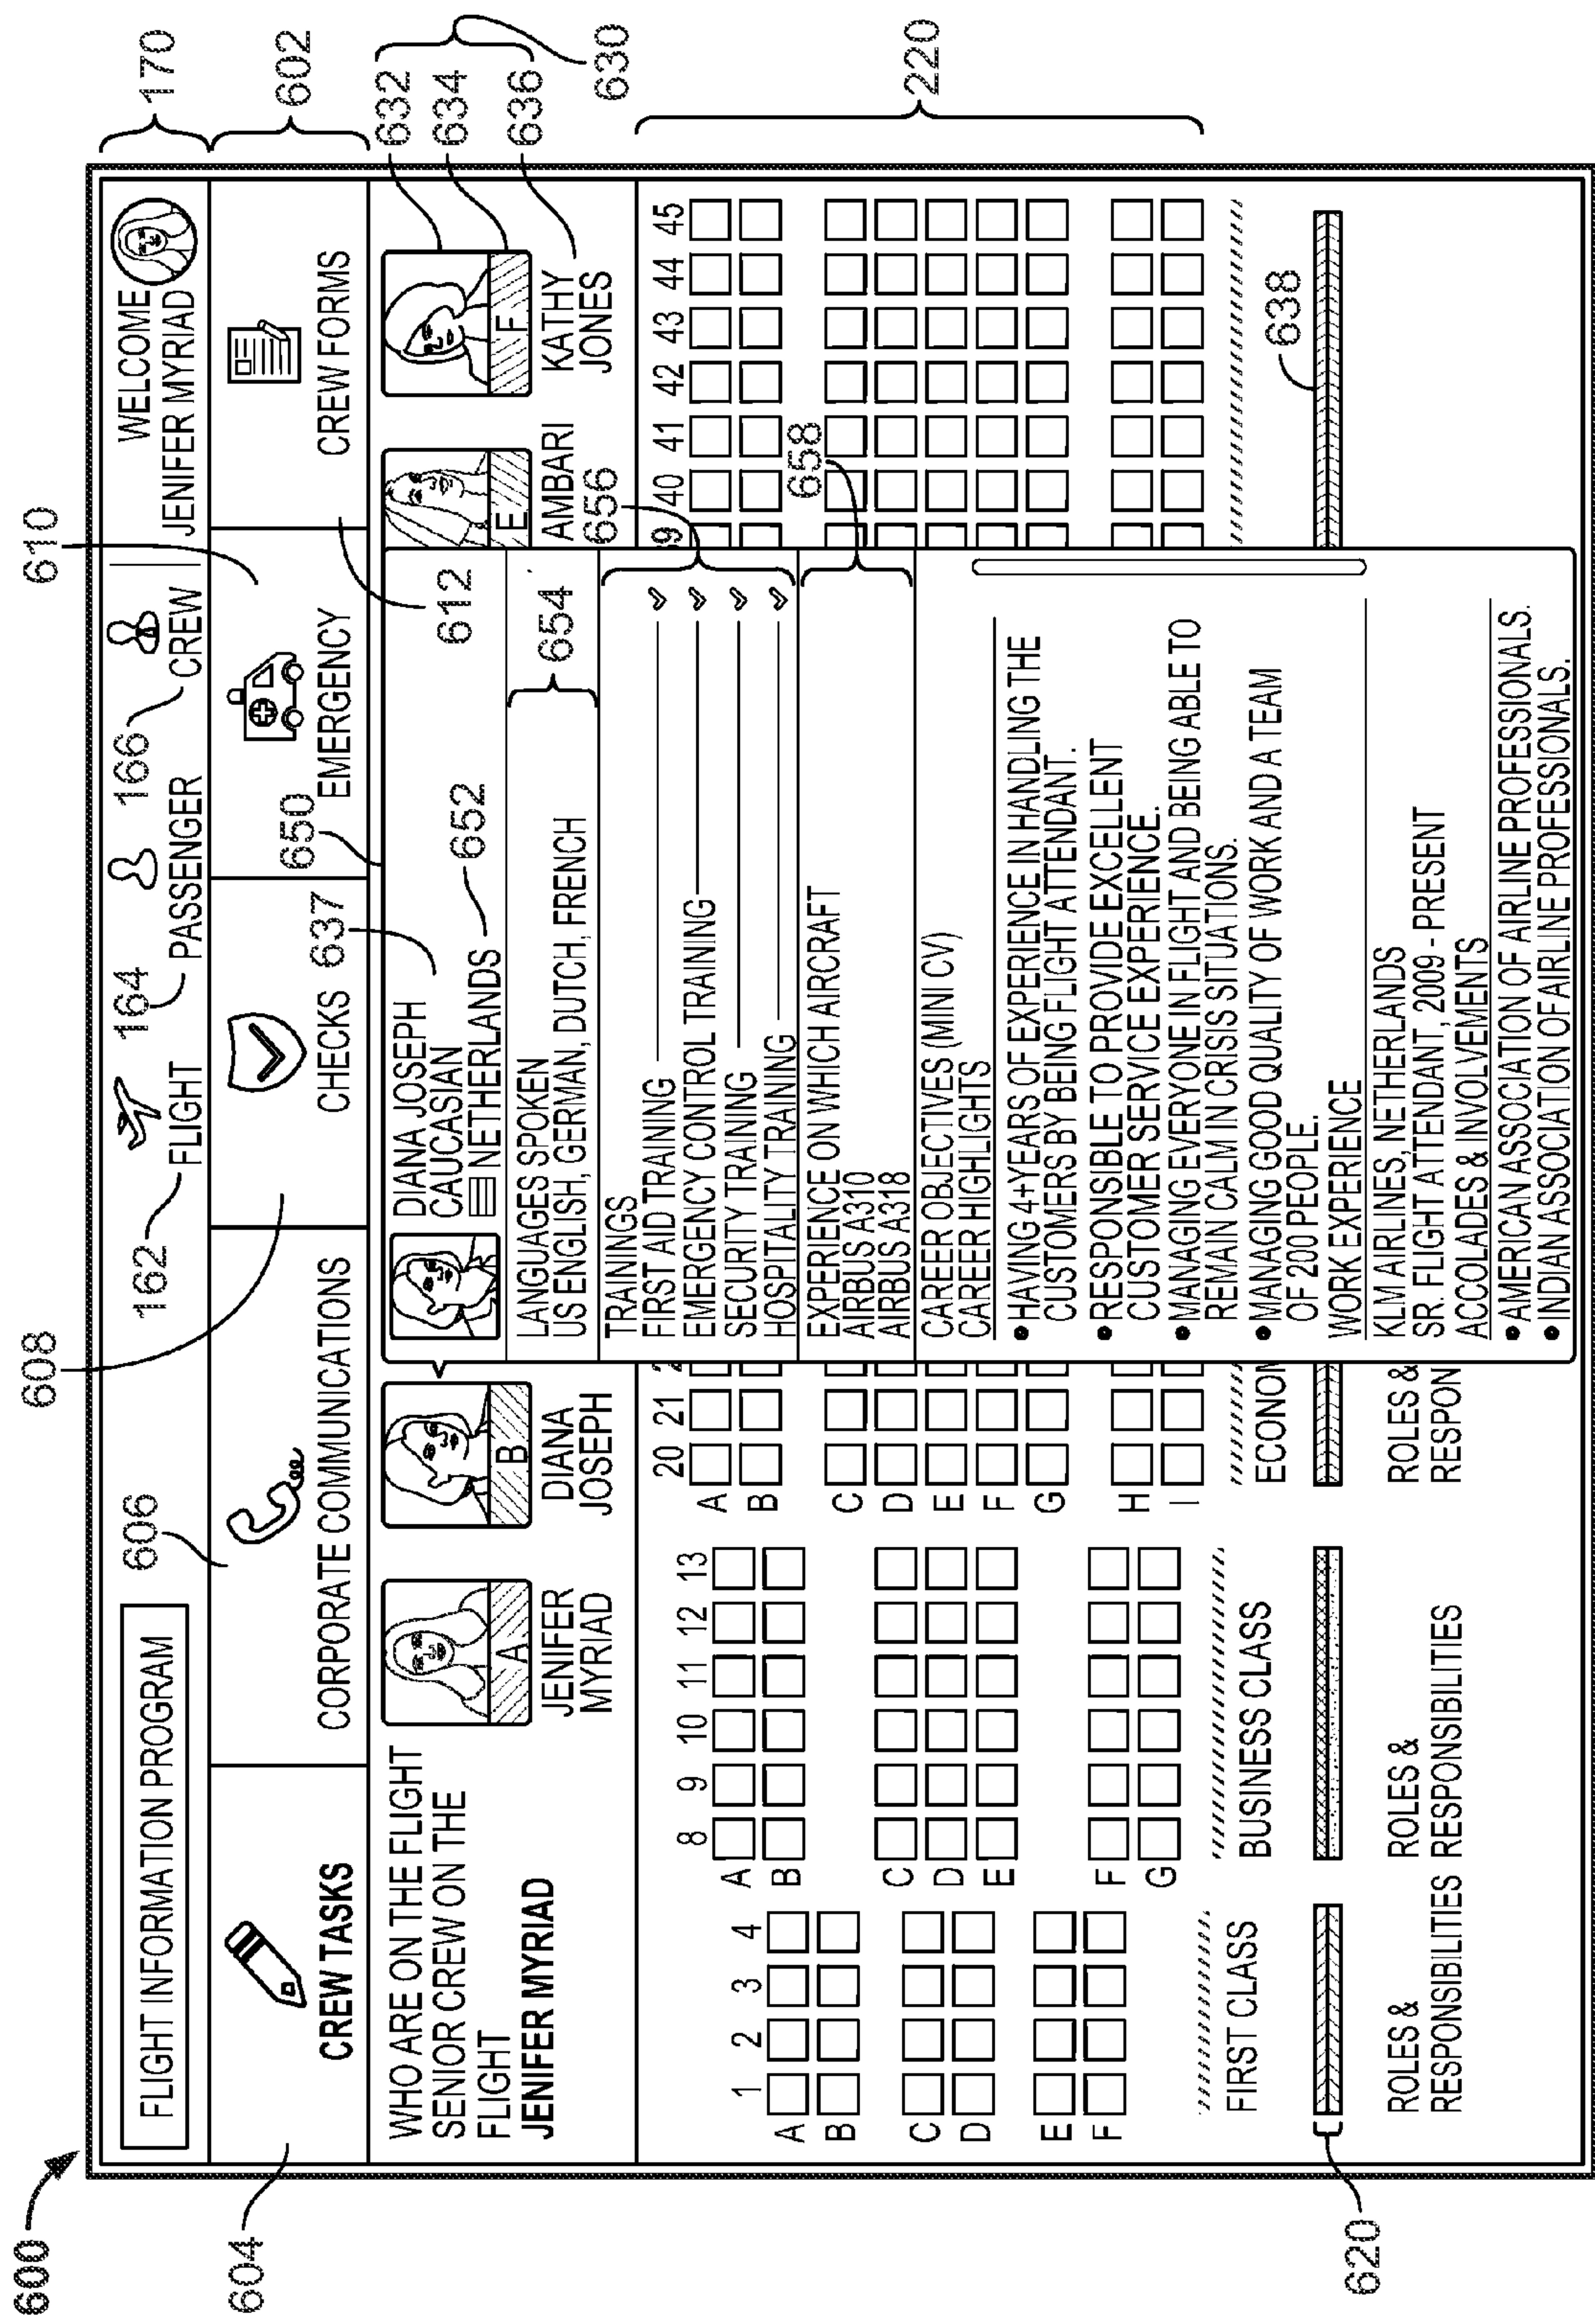 600
610
608
170
602
632
634
636
630
220
FLIGHT INFORMATION PROGRAM
606
162
FLIGHT
164
PASSENGER
166
CREW
WELCOME
JENIFER MYRIAD
CREW TASKS
CORPORATE COMMUNICATIONS
CHECKS
EMERGENCY
CREW FORMS
604
637
650
612
WHO ARE ON THE FLIGHT
SENIOR CREW ON THE
FLIGHT
JENIFER MYRIAD
A
JENIFER
MYRIAD
B
DIANA
JOSEPH
E
AMBARI
F
KATHY
JONES
DIANA JOSEPH
CAUCASIAN
NETHERLANDS
652
LANGUAGES SPOKEN
US ENGLISH, GERMAN, DUTCH, FRENCH
654
TRAININGS
FIRST AID TRAINING
EMERGENCY CONTROL TRAINING
SECURITY TRAINING
HOSPITALITY TRAINING
656
EXPERIENCE ON WHICH AIRCRAFT
AIRBUS A310
AIRBUS A318
658
CAREER OBJECTIVES (MINI CV)
CAREER HIGHLIGHTS
• HAVING 4+YEARS OF EXPERIENCE IN HANDLING THE
CUSTOMERS BY BEING FLIGHT ATTENDANT.
• RESPONSIBLE TO PROVIDE EXCELLENT
CUSTOMER SERVICE EXPERIENCE.
• MANAGING EVERYONE IN FLIGHT AND BEING ABLE TO
REMAIN CALM IN CRISIS SITUATIONS.
• MANAGING GOOD QUALITY OF WORK AND A TEAM
OF 200 PEOPLE.
WORK EXPERIENCE
KLM AIRLINES, NETHERLANDS
SR. FLIGHT ATTENDANT, 2009 - PRESENT
ACCOLADES & INVOLVEMENTS
• AMERICAN ASSOCIATION OF AIRLINE PROFESSIONALS.
• INDIAN ASSOCIATION OF AIRLINE PROFESSIONALS.
1 2 3 4
A
B
C
D
E
F
8 9 10 11 12 13
A
B
C
D
E
F
G
20 21
40 41 42 43 44 45
A
B
C
D
E
F
G
H
I
FIRST CLASS
BUSINESS CLASS
ECONOM
638
620
ROLES &
RESPONSIBILITIES
ROLES &
RESPONSIBILITIES
ROLES &
RESPON